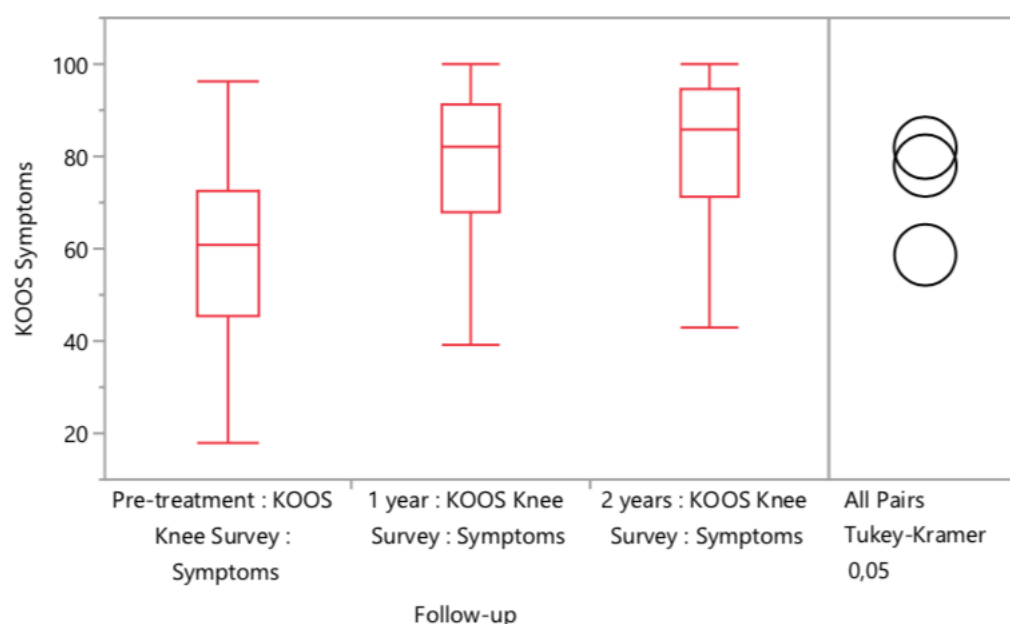 KOOS Symptoms
100
80
60
40
20
Pre-treatment : KOOS
Knee Survey :
Symptoms
1 year : KOOS Knee
Survey : Symptoms
2 years : KOOS Knee
Survey : Symptoms
All Pairs
Tukey-Kramer
0,05
Follow-up